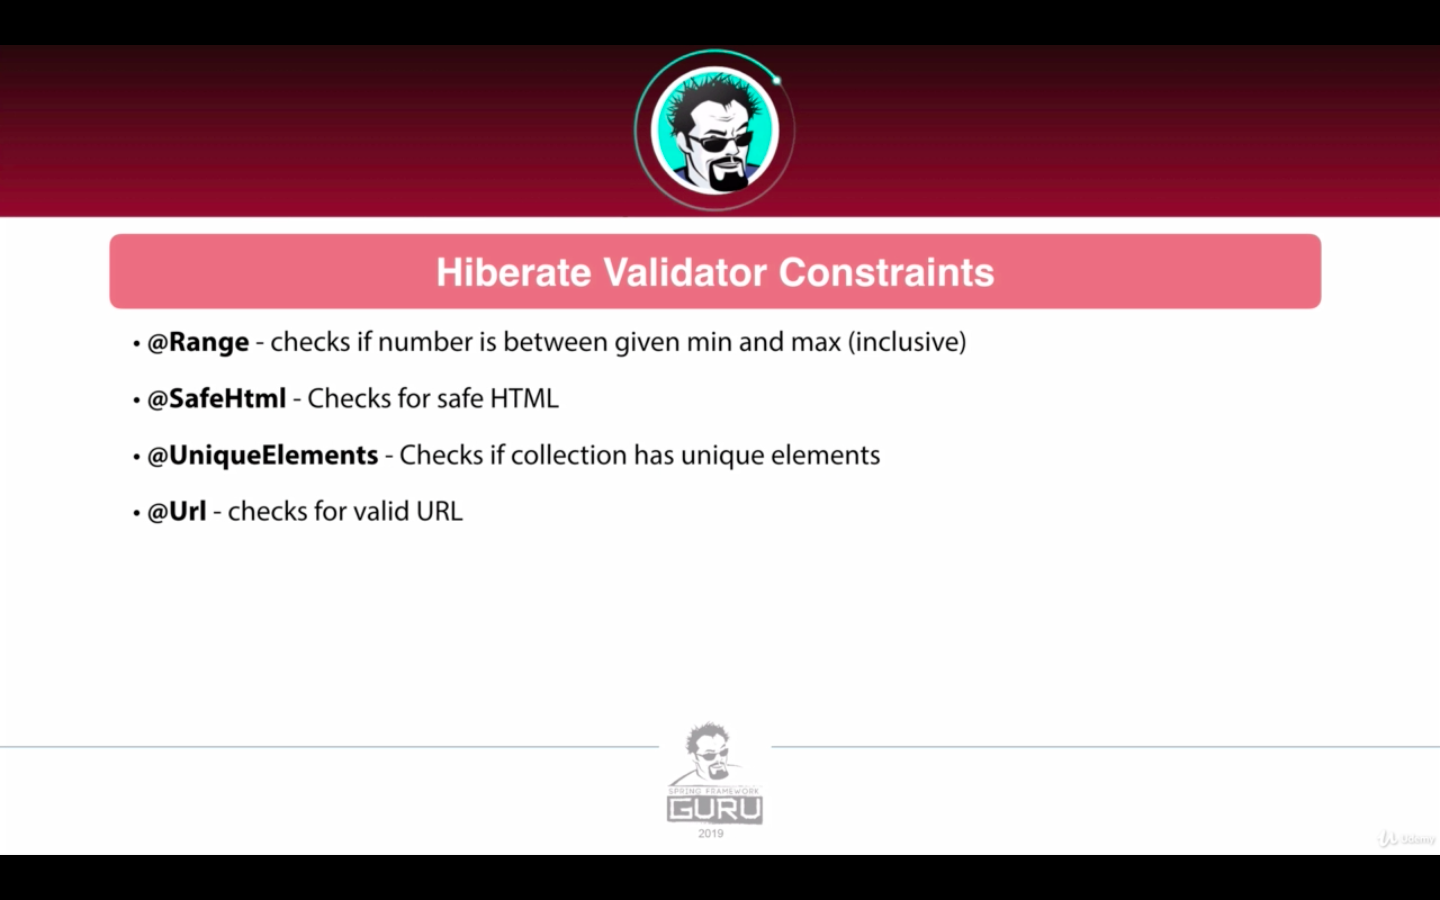 Hiberate Validator Constraints
• @Range - checks if number is between given min and max (inclusive)
• @SafeHtml - Checks for safe HTML
• @UniqueElements - Checks if collection has unique elements
• @Url - checks for valid URL
SPRING FRAMEWORK
GURU
2019
Udemy